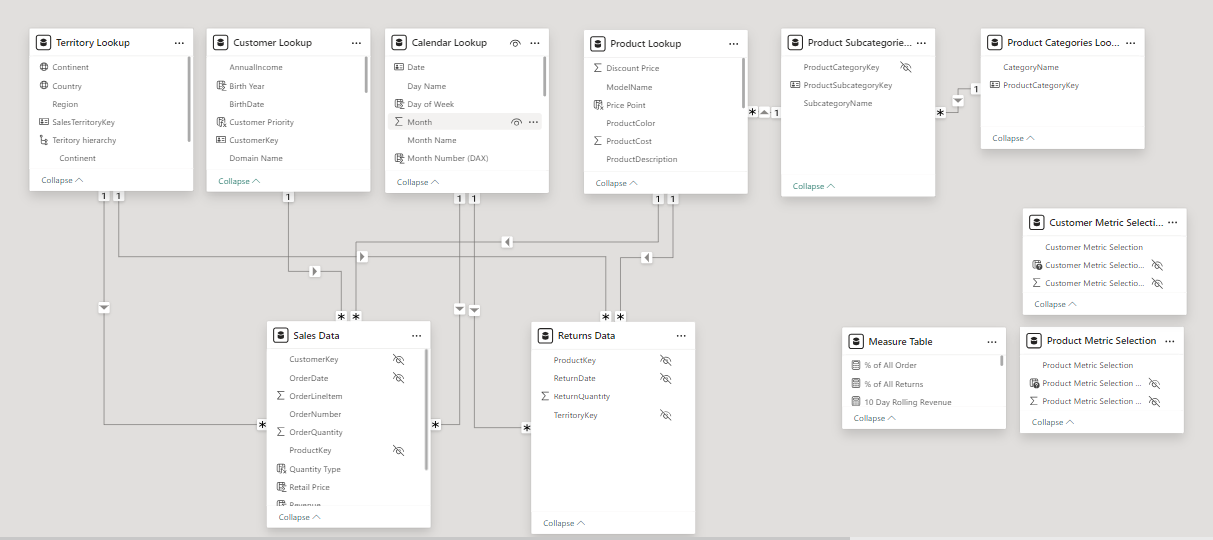 Territory Lookup
Continent
Country
Region
SalesTerritoryKey
Teritory hierarchy
Continent
Collapse
Customer Lookup
AnnualIncome
Birth Year
BirthDate
Customer Priority
CustomerKey
Domain Name
Collapse
Calendar Lookup
Date
Day Name
Day of Week
Month
Month Name
Month Number (DAX)
Collapse
Product Lookup
Discount Price
ModelName
Price Point
ProductColor
ProductCost
ProductDescription
Collapse
Product Subcategorie...
ProductCategoryKey
ProductSubcategoryKey
SubcategoryName
Collapse
Product Categories Loo...
CategoryName
ProductCategoryKey
Collapse
* 1
* 1
1 1
1
1 1
1 1
* *
* *
*
*
*
Customer Metric Selecti...
Customer Metric Selection
Customer Metric Selectio...
Customer Metric Selectio...
Collapse
Sales Data
CustomerKey
OrderDate
OrderLineItem
OrderNumber
OrderQuantity
ProductKey
Quantity Type
Retail Price
Revenue
Collapse
Returns Data
ProductKey
ReturnDate
ReturnQuantity
TerritoryKey
Collapse
Measure Table
% of All Order
% of All Returns
10 Day Rolling Revenue
Collapse
Product Metric Selection
Product Metric Selection
Product Metric Selection ...
Product Metric Selection ...
Collapse